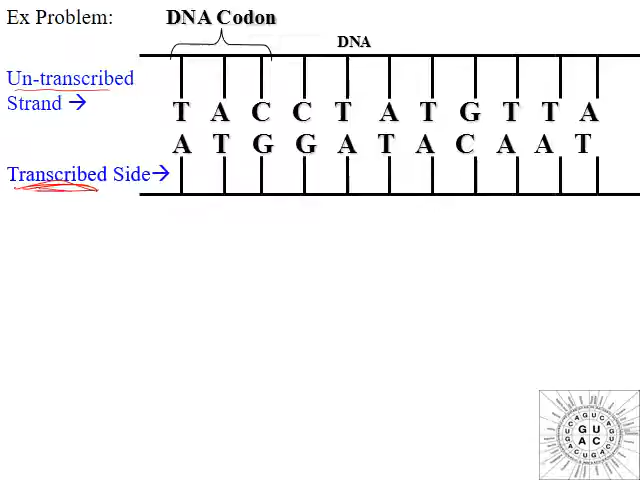 Ex Problem:
DNA Codon
DNA
Un-transcribed
Strand →
T A C C T A T G T T A
A T G G A T A C A A T
Transcribed Side→
G U
A C